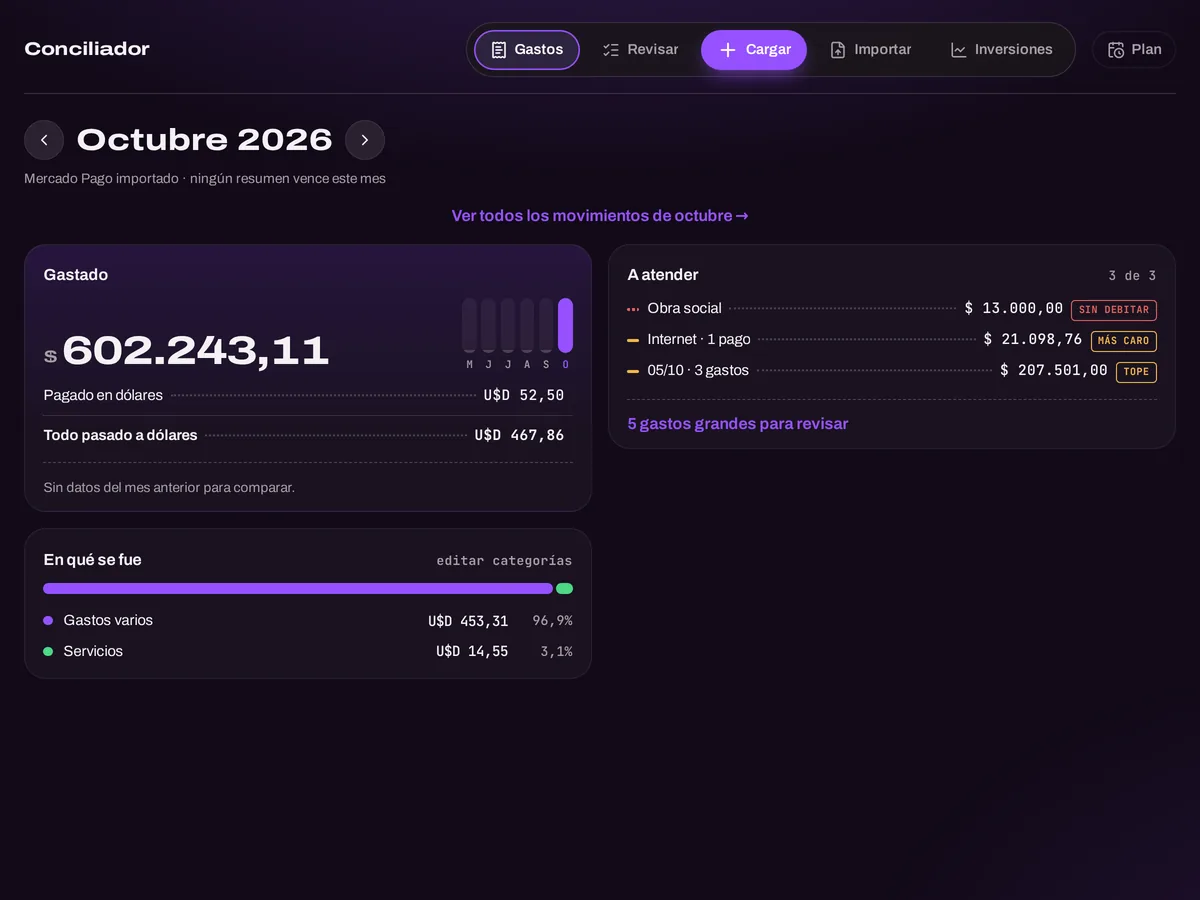 Conciliador
Gastos
Revisar
Cargar
Importar
Inversiones
Plan
Octubre 2026
Mercado Pago importado · ningún resumen vence este mes
Ver todos los movimientos de octubre →
Gastado
$ 602.243,11
M J J A S O
Pagado en dólares U$D 52,50
Todo pasado a dólares U$D 467,86
Sin datos del mes anterior para comparar.
A atender 3 de 3
Obra social $ 13.000,00 SIN DEBITAR
Internet · 1 pago $ 21.098,76 MÁS CARO
05/10 · 3 gastos $ 207.501,00 TOPE
5 gastos grandes para revisar
En qué se fue editar categorías
Gastos varios U$D 453,31 96,9%
Servicios U$D 14,55 3,1%